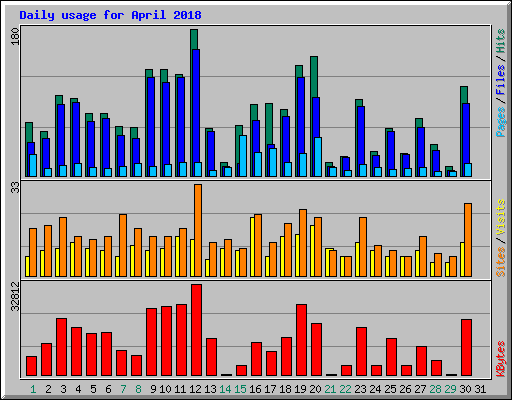 Daily usage for April 2018
180
Pages / Files / Hits
33
Sites / Visits
32812
KBytes
1 2 3 4 5 6 7 8 9 10 11 12 13 14 15 16 17 18 19 20 21 22 23 24 25 26 27 28 29 30 31